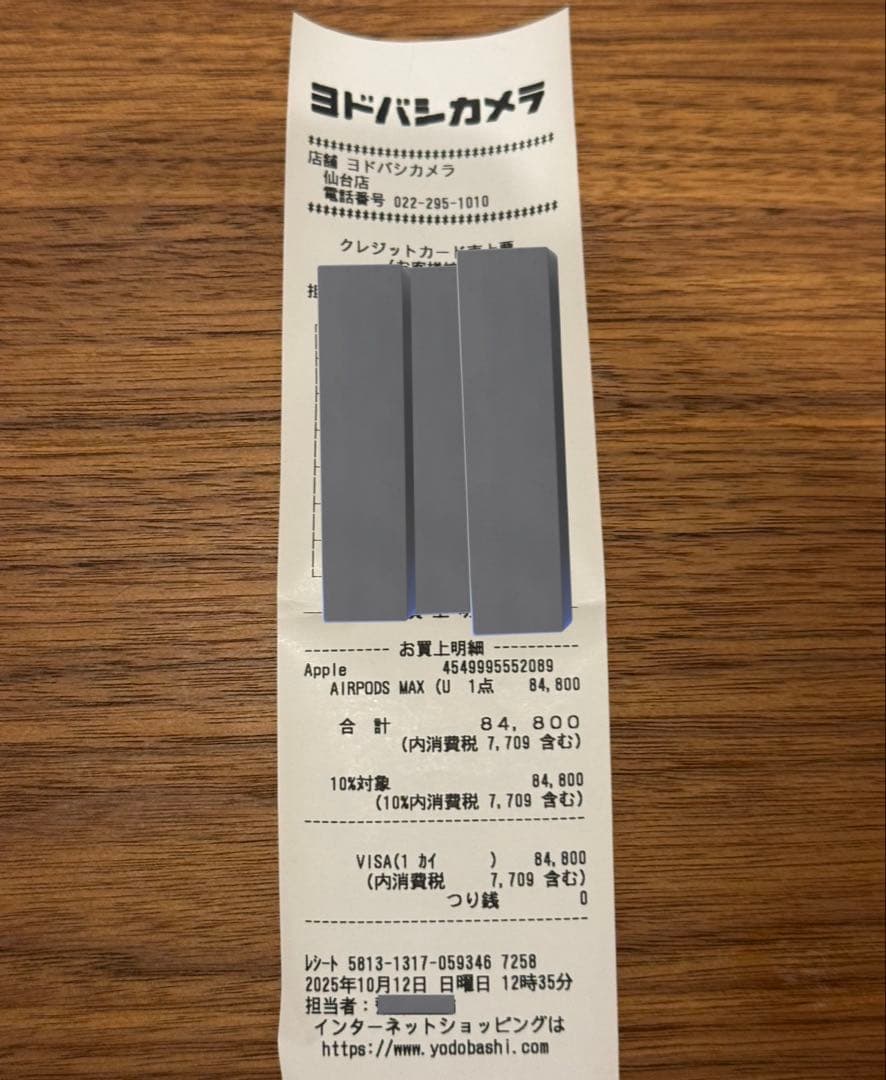 ヨドバシカメラ
店舗 ヨドバシカメラ
仙台店
電話番号 022-295-1010
クレジットカード売上票
お買上明細
Apple 4549995552089
AIRPODS MAX (U 1点 84,800
合 計 84,800
(内消費税 7,709 含む)
10%対象 84,800
(10%内消費税 7,709 含む)
VISA(1 カイ ) 84,800
(内消費税 7,709 含む)
つり銭 0
レシート 5813-1317-059346 7258
2025年10月12日 日曜日 12時35分
担当者:
インターネットショッピングは
https://www.yodobashi.com